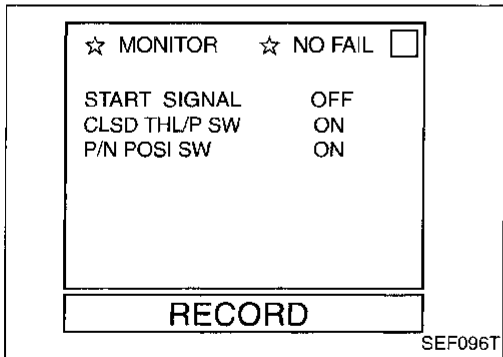 ☆ MONITOR ☆ NO FAIL
START SIGNAL OFF
CLSD THL/P SW ON
P/N POSI SW ON
RECORD
SEF096T